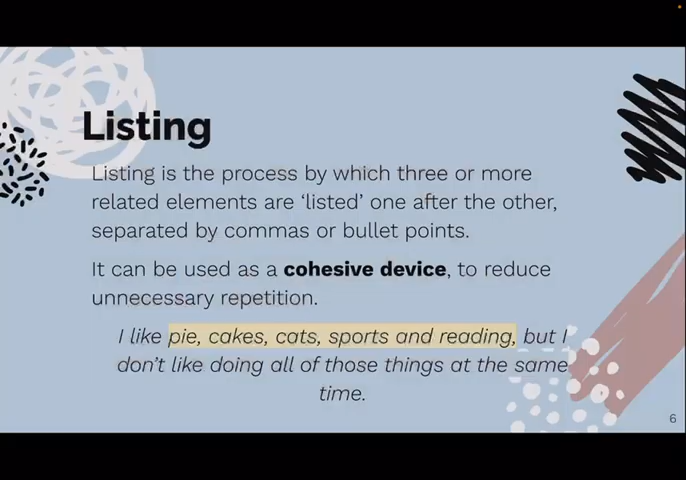 Listing
Listing is the process by which three or more
related elements are ‘listed’ one after the other,
separated by commas or bullet points.
It can be used as a cohesive device, to reduce
unnecessary repetition.
I like pie, cakes, cats, sports and reading, but I
don’t like doing all of those things at the same
time.
6